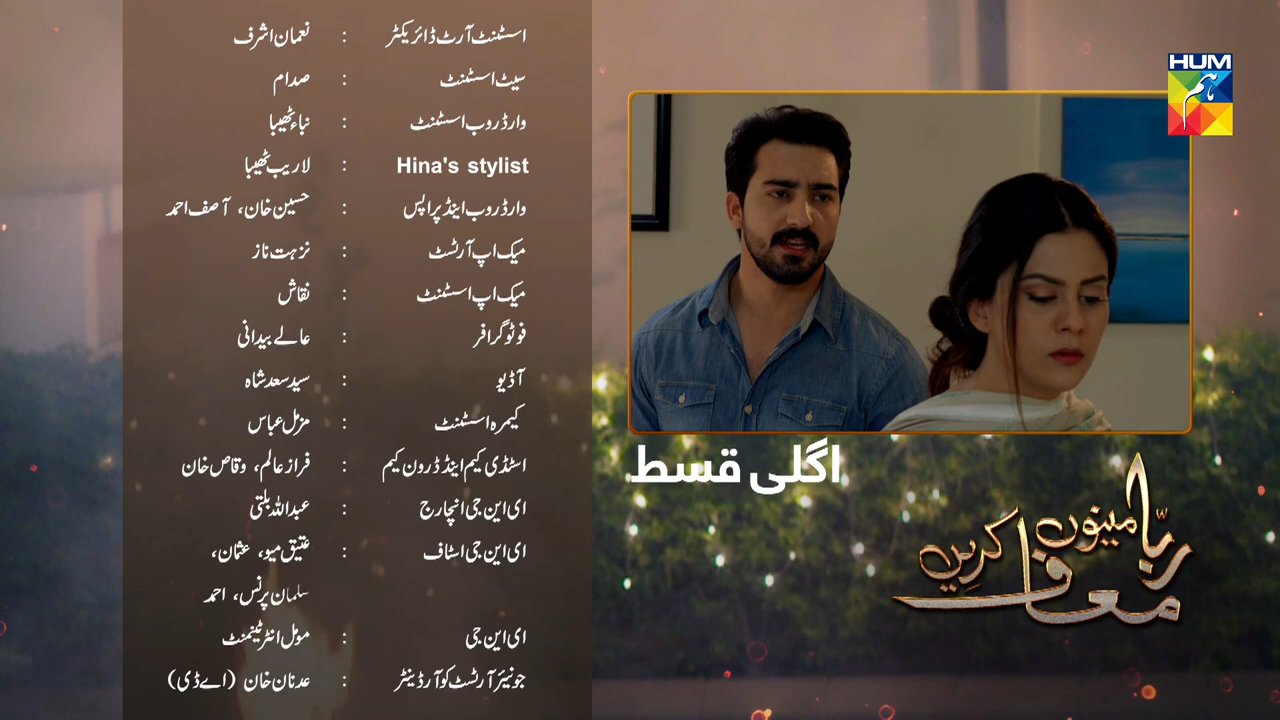 اسسٹنٹ آرٹ ڈائریکٹر : نعمان اشرف
سیٹ اسسٹنٹ : صدام
وارڈروب اسسٹنٹ : نباء ٹھیبا
Hina's stylist : لاریب ٹھیبا
وارڈروب اینڈ پراپس : حسین خان، آصف احمد
میک اپ آرٹسٹ : نزہت ناز
میک اپ اسسٹنٹ : نقاش
فوٹوگرافر : عالے بیدانی
آڈیو : سید سعد شاہ
کیمرہ اسسٹنٹ : مزمل عباس
اسٹڈی کیم اینڈ ڈرون کیم : فراز عالم، وقاص خان
ای این جی انچارج : عبداللہ بلتی
ای این جی اسٹاف : عتیق میو، عثمان،
سلمان پرنس، احمد
ای این جی : مومل انٹرٹینمنٹ
جونیئر آرٹسٹ کوآرڈینٹر : عدنان خان (اے ڈی)
HUM
ہم
اگلی قسط
ربّا مینوں
معاف کریں